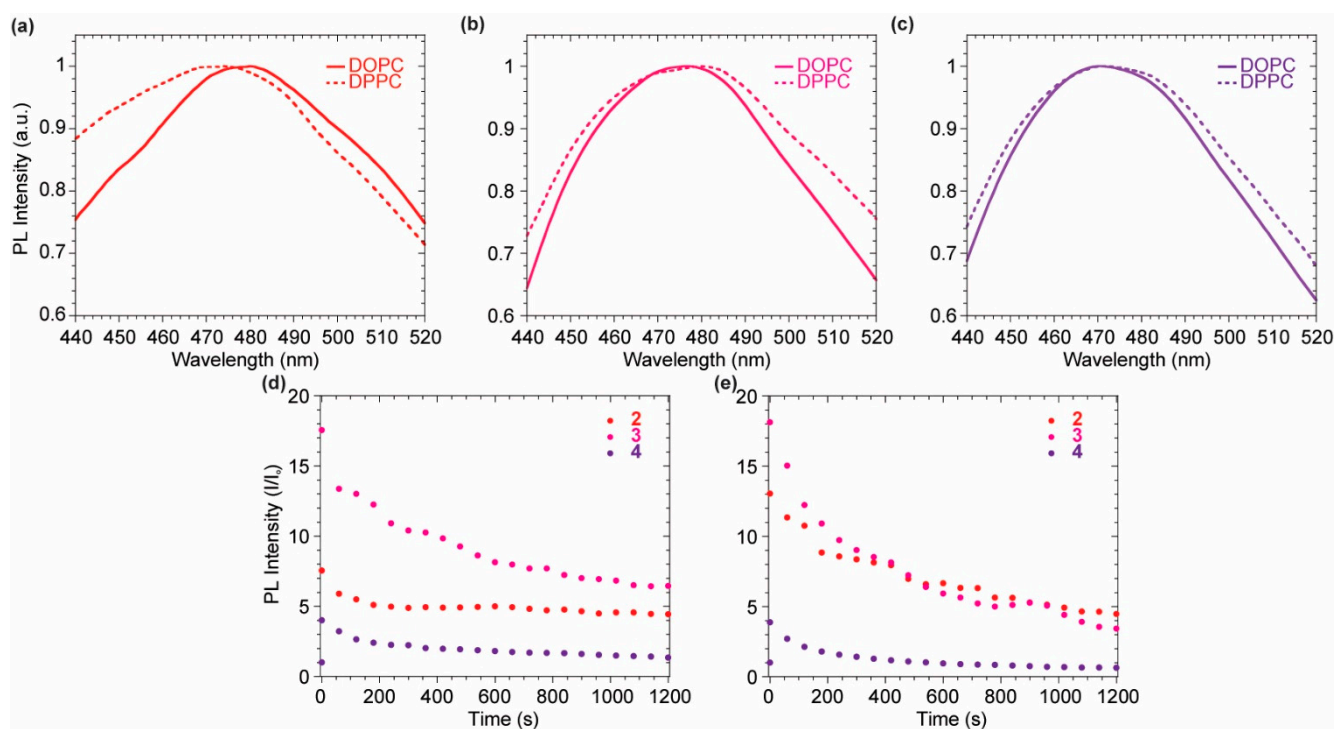 (a)
(b)
(c)
DOPC
DPPC
DOPC
DPPC
DOPC
DPPC
PL Intensity (a.u.)
1
0.9
0.8
0.7
0.6
1
0.9
0.8
0.7
0.6
1
0.9
0.8
0.7
0.6
440 450 460 470 480 490 500 510 520
440 450 460 470 480 490 500 510 520
440 450 460 470 480 490 500 510 520
Wavelength (nm)
Wavelength (nm)
Wavelength (nm)
(d)
(e)
2
3
4
2
3
4
PL Intensity (I/I₀)
20
15
10
5
0
20
15
10
5
0
0 200 400 600 800 1000 1200
0 200 400 600 800 1000 1200
Time (s)
Time (s)